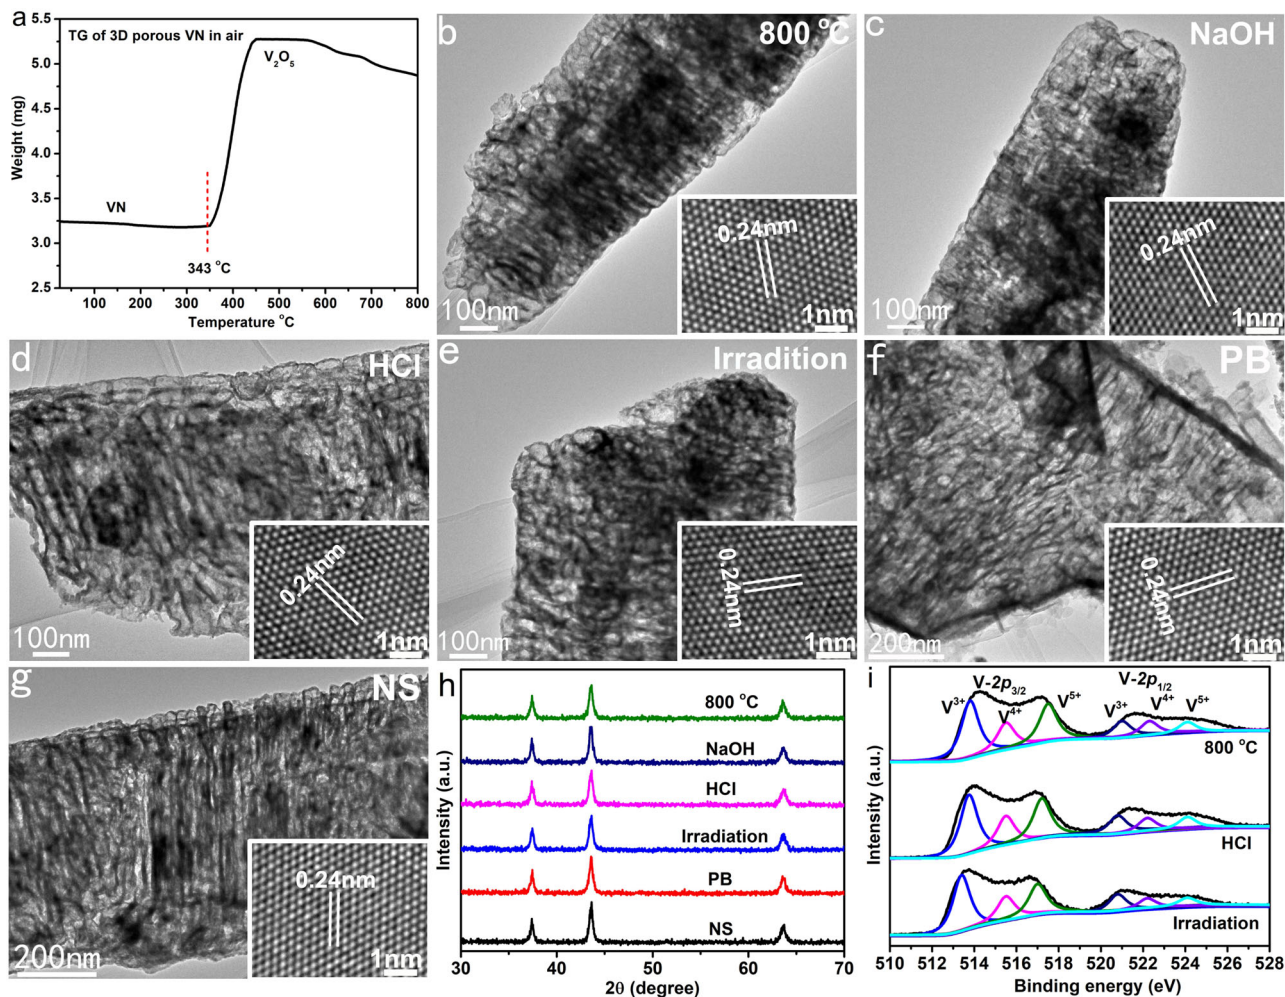 a
TG of 3D porous VN in air
V₂O₅
VN
343 °C
Weight (mg)
5.5
5.0
4.5
4.0
3.5
3.0
2.5
100 200 300 400 500 600 700 800
Temperature °C
b
800 °C
0.24nm
100nm
1nm
c
NaOH
0.24nm
100nm
1nm
d
HCl
0.24nm
100nm
1nm
e
Irradition
0.24nm
100nm
1nm
f
PB
0.24nm
200nm
1nm
g
NS
0.24nm
200nm
1nm
h
800 °C
NaOH
HCl
Irradiation
PB
NS
Intensity (a.u.)
30 40 50 60 70
2θ (degree)
i
V-2p₃/₂
V-2p₁/₂
V³⁺
V⁴⁺
V⁵⁺
V³⁺
V⁴⁺
V⁵⁺
800 °C
HCl
Irradiation
Intensity (a.u.)
510 512 514 516 518 520 522 524 526 528
Binding energy (eV)